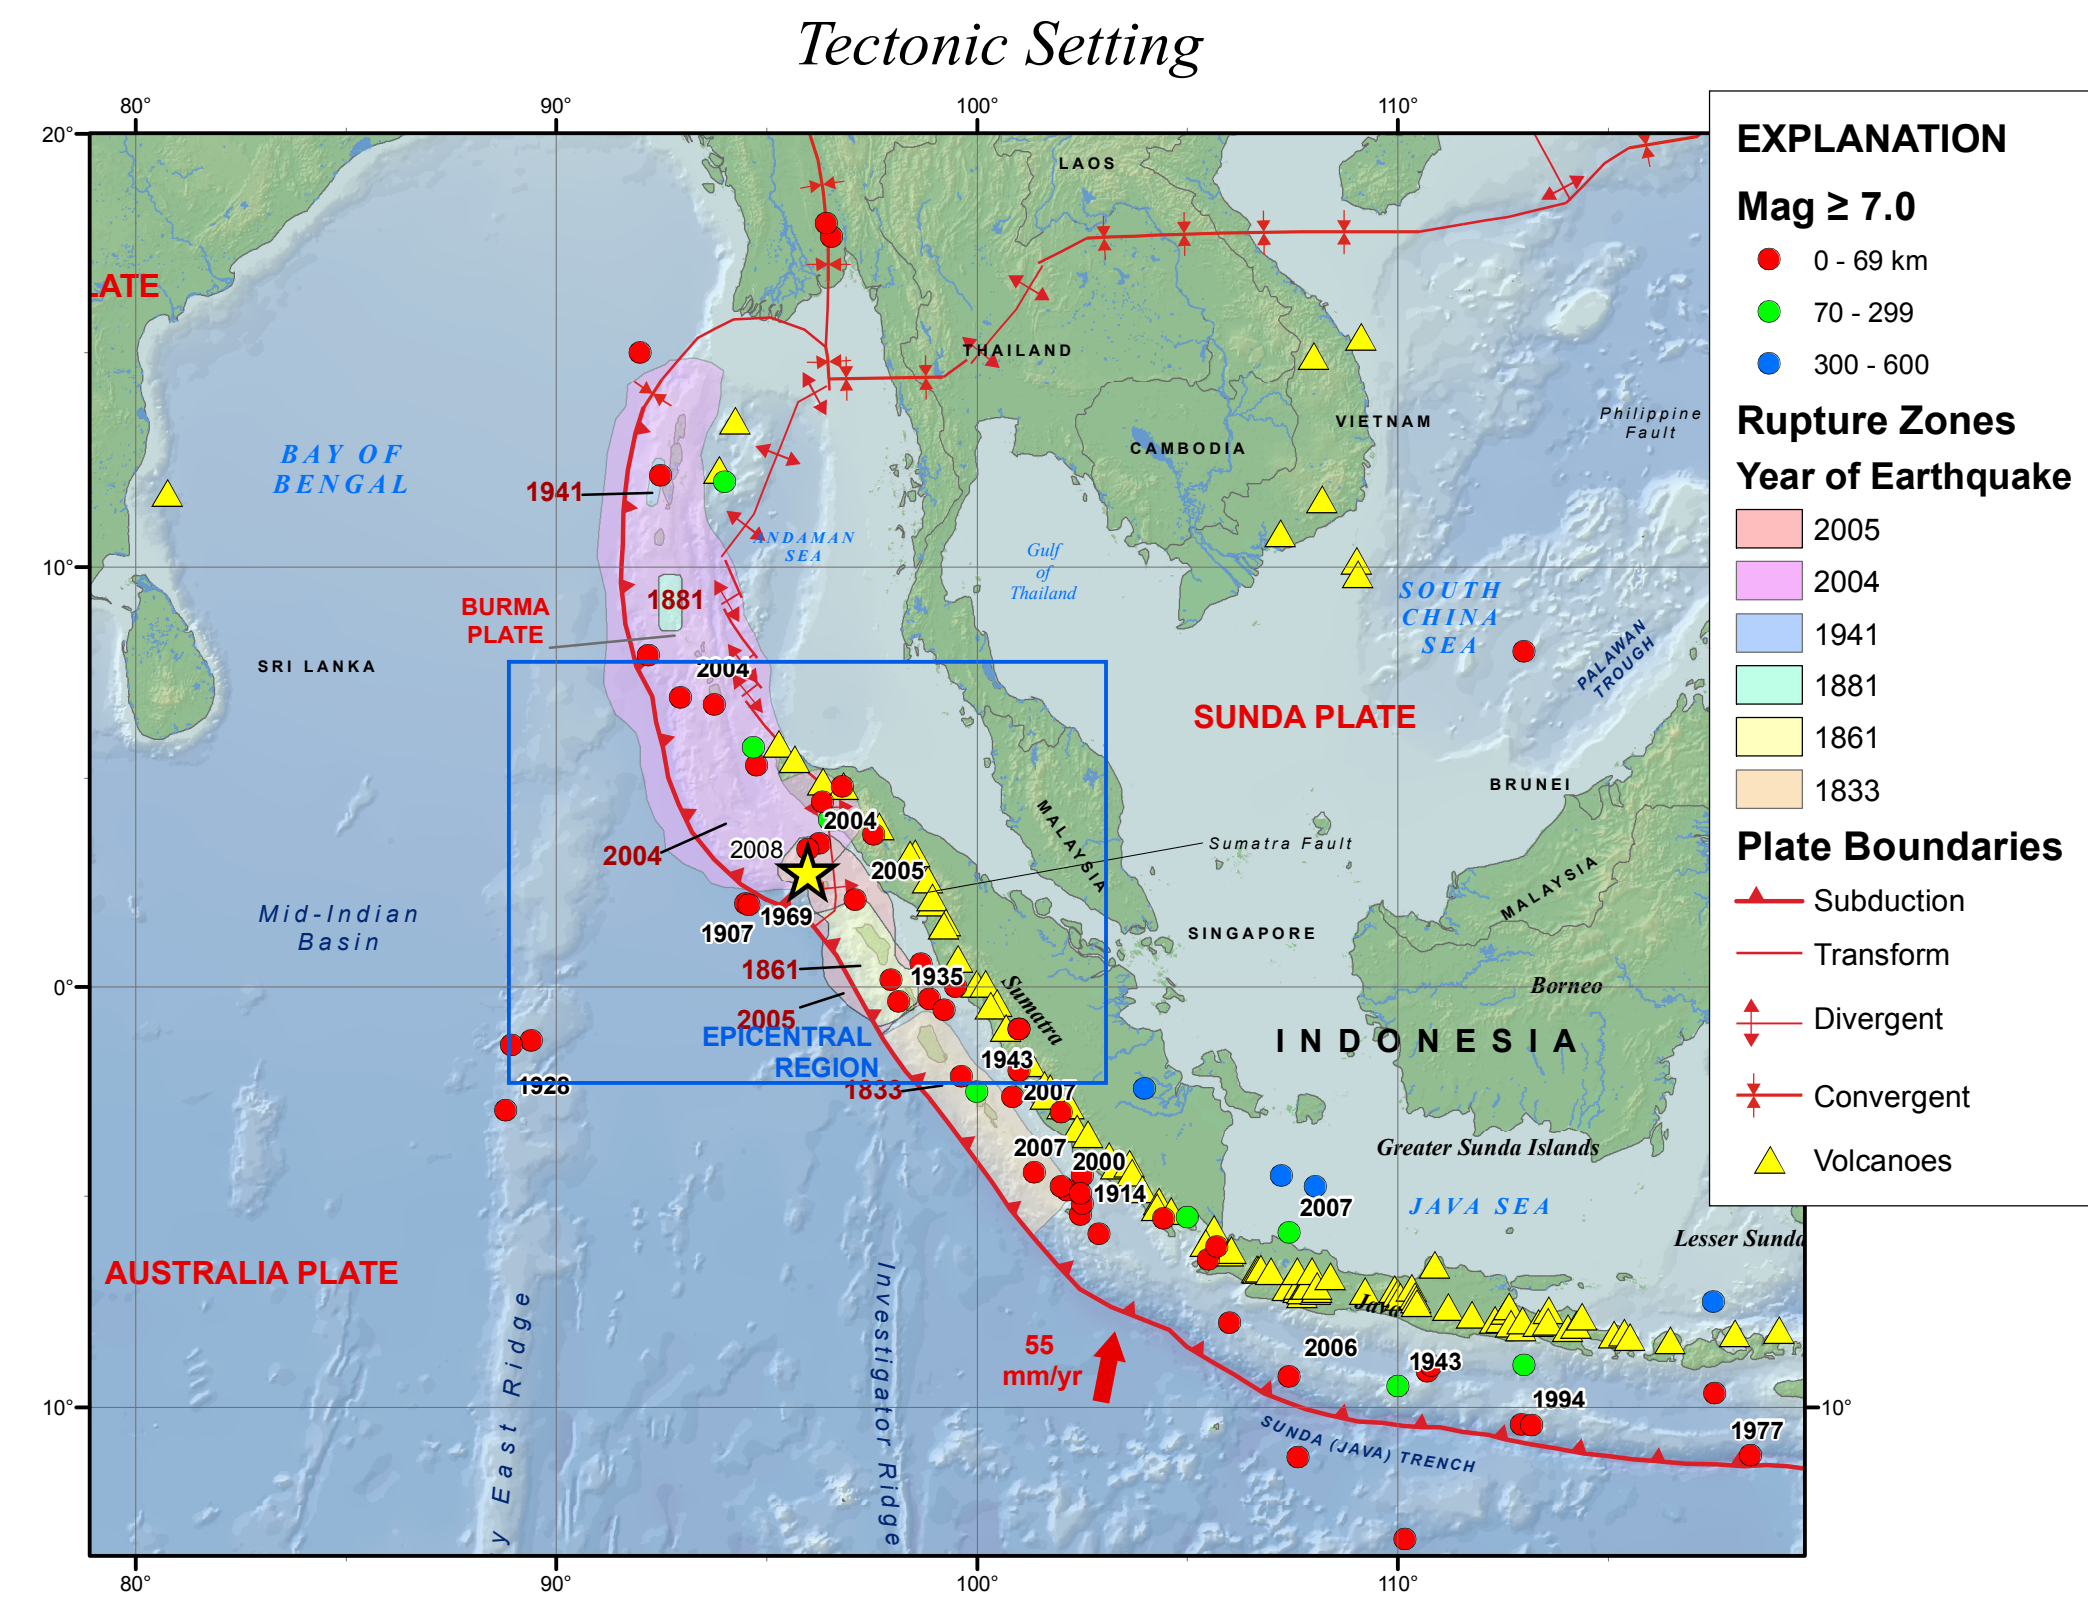 Tectonic Setting
80°
90°
100°
110°
20°
10°
0°
10°
10°
80°
90°
100°
110°
LATE
LAOS
THAILAND
CAMBODIA
VIETNAM
Philippine
Fault
BAY OF
BENGAL
1941
ANDAMAN
SEA
Gulf
of
Thailand
SOUTH
CHINA
SEA
PALAWAN
TROUGH
BURMA
PLATE
1881
SRI LANKA
2004
SUNDA PLATE
BRUNEI
MALAYSIA
MALAYSIA
2004
2008
2004
2005
Sumatra Fault
Mid-Indian
Basin
1969
1907
SINGAPORE
1861
1935
2005
Sumatra
Borneo
EPICENTRAL
REGION
INDONESIA
1943
1928
1833
2007
2007
2000
1914
Greater Sunda Islands
2007
JAVA SEA
Lesser Sunda
AUSTRALIA PLATE
y East Ridge
Investigator Ridge
55
mm/yr
Java
2006
1943
1994
1977
SUNDA (JAVA) TRENCH
EXPLANATION
Mag ≥ 7.0
0 - 69 km
70 - 299
300 - 600
Rupture Zones
Year of Earthquake
2005
2004
1941
1881
1861
1833
Plate Boundaries
Subduction
Transform
Divergent
Convergent
Volcanoes